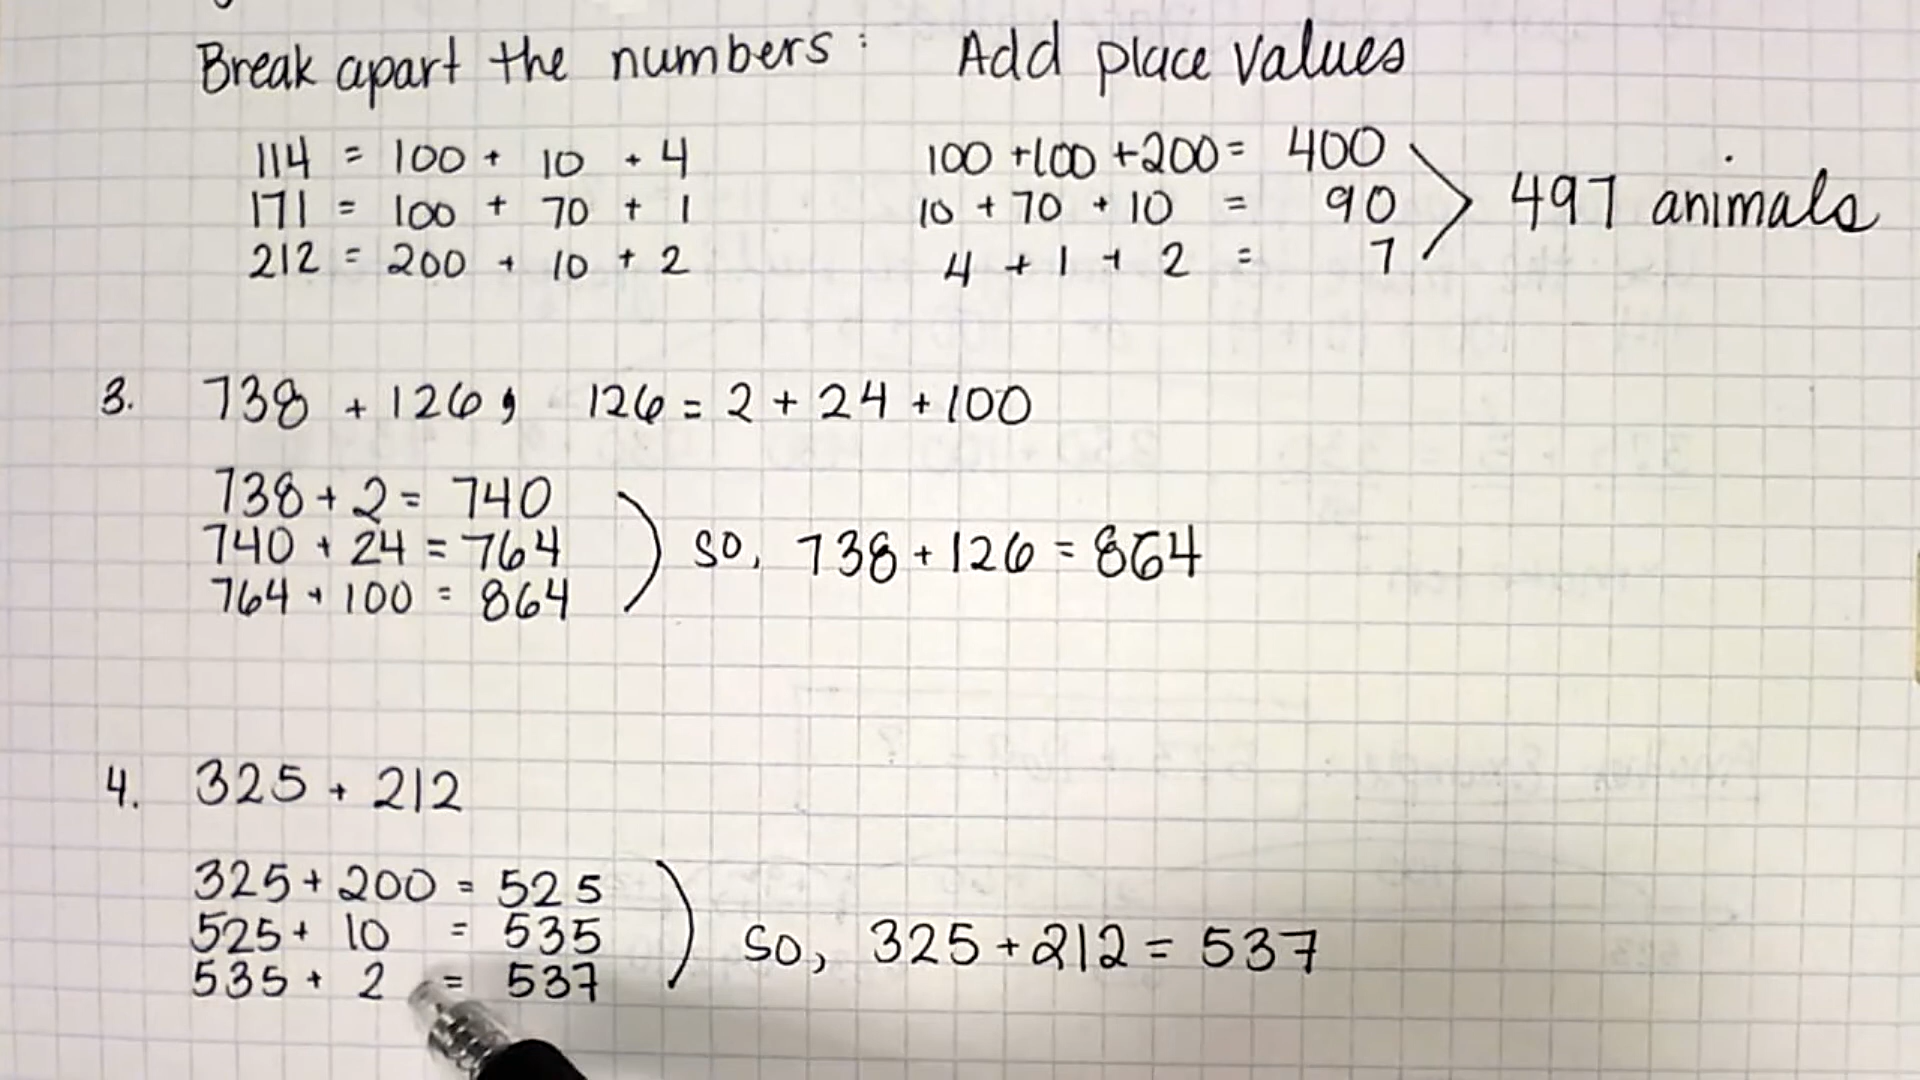 Break apart the numbers: Add place values
114 = 100 + 10 + 4
171 = 100 + 70 + 1
212 = 200 + 10 + 2
100 + 100 + 200 = 400
10 + 70 + 10 = 90
4 + 1 + 2 = 7
497 animals
3. 738 + 126, 126 = 2 + 24 + 100
738 + 2 = 740
740 + 24 = 764
764 + 100 = 864
so, 738 + 126 = 864
4. 325 + 212
325 + 200 = 525
525 + 10 = 535
535 + 2 = 537
so, 325 + 212 = 537